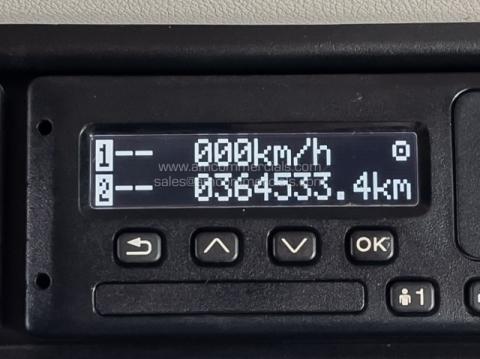 1-- 000km/h
www.amcommercials.com
sales@amcommercials.com
2-- 0364533.4km
OK
1